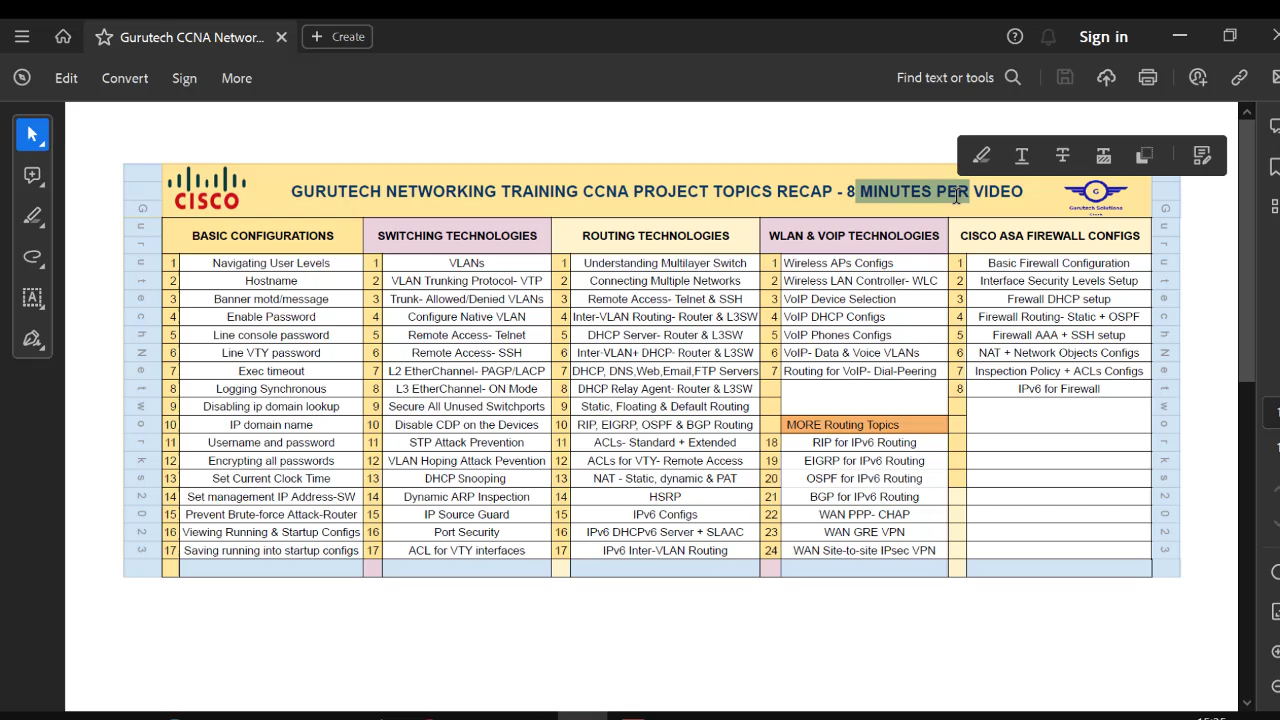 Gurutech CCNA Networ...
Create
Sign in
Edit
Convert
Sign
More
Find text or tools
CISCO
GURUTECH NETWORKING TRAINING CCNA PROJECT TOPICS RECAP - 8 MINUTES PER VIDEO
G
Gurutech Solutions
BASIC CONFIGURATIONS SWITCHING TECHNOLOGIES ROUTING TECHNOLOGIES WLAN & VOIP TECHNOLOGIES CISCO ASA FIREWALL CONFIGS
1 Navigating User Levels 1 VLANs 1 Understanding Multilayer Switch 1 Wireless APs Configs 1 Basic Firewall Configuration
2 Hostname 2 VLAN Trunking Protocol- VTP 2 Connecting Multiple Networks 2 Wireless LAN Controller- WLC 2 Interface Security Levels Setup
3 Banner motd/message 3 Trunk- Allowed/Denied VLANs 3 Remote Access- Telnet & SSH 3 VoIP Device Selection 3 Firewall DHCP setup
4 Enable Password 4 Configure Native VLAN 4 Inter-VLAN Routing- Router & L3SW 4 VoIP DHCP Configs 4 Firewall Routing- Static + OSPF
5 Line console password 5 Remote Access- Telnet 5 DHCP Server- Router & L3SW 5 VoIP Phones Configs 5 Firewall AAA + SSH setup
6 Line VTY password 6 Remote Access- SSH 6 Inter-VLAN+ DHCP- Router & L3SW 6 VoIP- Data & Voice VLANs 6 NAT + Network Objects Configs
7 Exec timeout 7 L2 EtherChannel- PAGP/LACP 7 DHCP, DNS,Web,Email,FTP Servers 7 Routing for VoIP- Dial-Peering 7 Inspection Policy + ACLs Configs
8 Logging Synchronous 8 L3 EtherChannel- ON Mode 8 DHCP Relay Agent- Router & L3SW 8 IPv6 for Firewall
9 Disabling ip domain lookup 9 Secure All Unused Switchports 9 Static, Floating & Default Routing
10 IP domain name 10 Disable CDP on the Devices 10 RIP, EIGRP, OSPF & BGP Routing MORE Routing Topics
11 Username and password 11 STP Attack Prevention 11 ACLs- Standard + Extended 18 RIP for IPv6 Routing
12 Encrypting all passwords 12 VLAN Hoping Attack Pevention 12 ACLs for VTY- Remote Access 19 EIGRP for IPv6 Routing
13 Set Current Clock Time 13 DHCP Snooping 13 NAT - Static, dynamic & PAT 20 OSPF for IPv6 Routing
14 Set management IP Address-SW 14 Dynamic ARP Inspection 14 HSRP 21 BGP for IPv6 Routing
15 Prevent Brute-force Attack-Router 15 IP Source Guard 15 IPv6 Configs 22 WAN PPP- CHAP
16 Viewing Running & Startup Configs 16 Port Security 16 IPv6 DHCPv6 Server + SLAAC 23 WAN GRE VPN
17 Saving running into startup configs 17 ACL for VTY interfaces 17 IPv6 Inter-VLAN Routing 24 WAN Site-to-site IPsec VPN
Gurutech Networks 2023
Gurutech Networks 2023